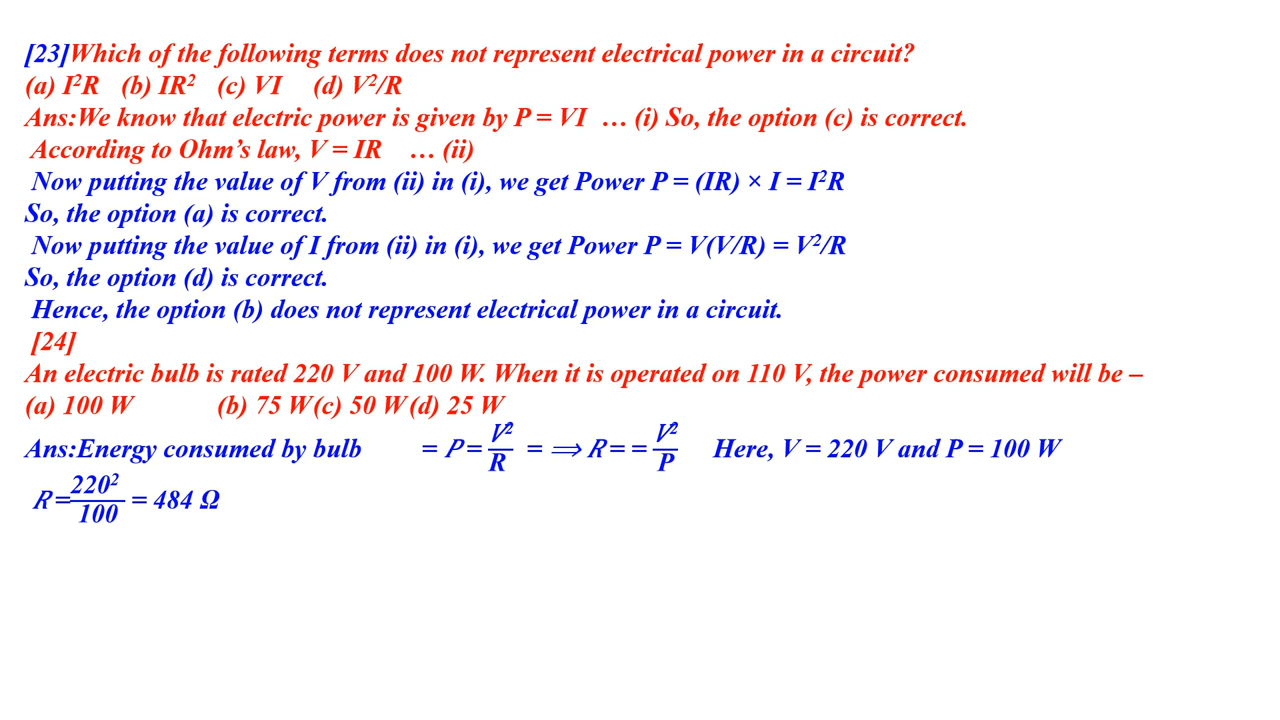 [23]Which of the following terms does not represent electrical power in a circuit?
(a) I²R (b) IR² (c) VI (d) V²/R
Ans:We know that electric power is given by P = VI … (i) So, the option (c) is correct.
According to Ohm’s law, V = IR … (ii)
Now putting the value of V from (ii) in (i), we get Power P = (IR) × I = I²R
So, the option (a) is correct.
Now putting the value of I from (ii) in (i), we get Power P = V(V/R) = V²/R
So, the option (d) is correct.
Hence, the option (b) does not represent electrical power in a circuit.
[24]
An electric bulb is rated 220 V and 100 W. When it is operated on 110 V, the power consumed will be –
(a) 100 W (b) 75 W(c) 50 W(d) 25 W
Ans:Energy consumed by bulb = P = V²/R = ⟹ R = = V²/P Here, V = 220 V and P = 100 W
R = 220²/100 = 484 Ω